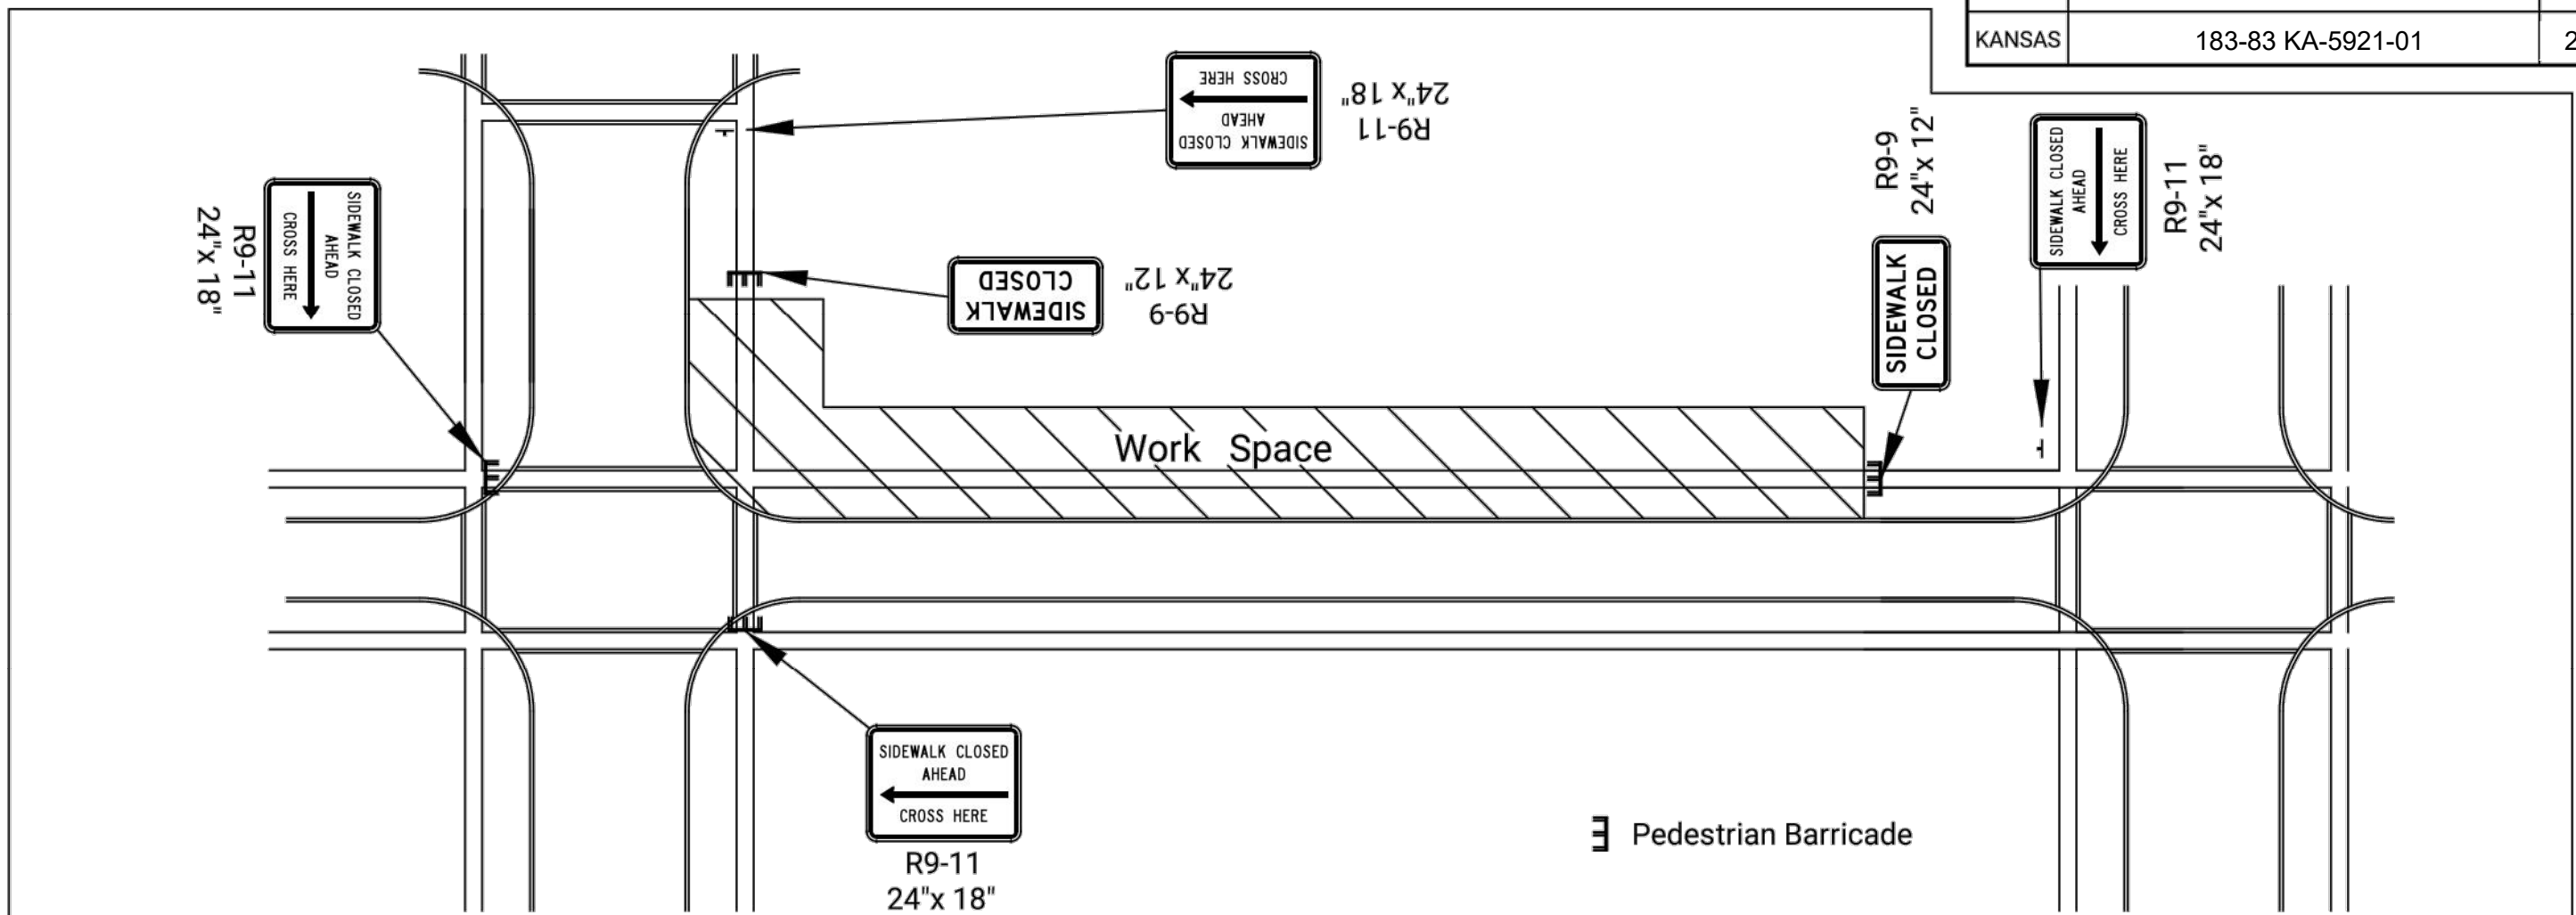 KANSAS 183-83 KA-5921-01 2
SIDEWALK CLOSED
AHEAD
CROSS HERE
R9-11
24"x 18"
SIDEWALK CLOSED
AHEAD
CROSS HERE
R9-11
24"x 18"
SIDEWALK
CLOSED
R9-9
24"x 12"
R9-9
24"x 12"
SIDEWALK
CLOSED
SIDEWALK CLOSED
AHEAD
CROSS HERE
R9-11
24"x 18"
Work Space
SIDEWALK CLOSED
AHEAD
CROSS HERE
R9-11
24"x 18"
Pedestrian Barricade